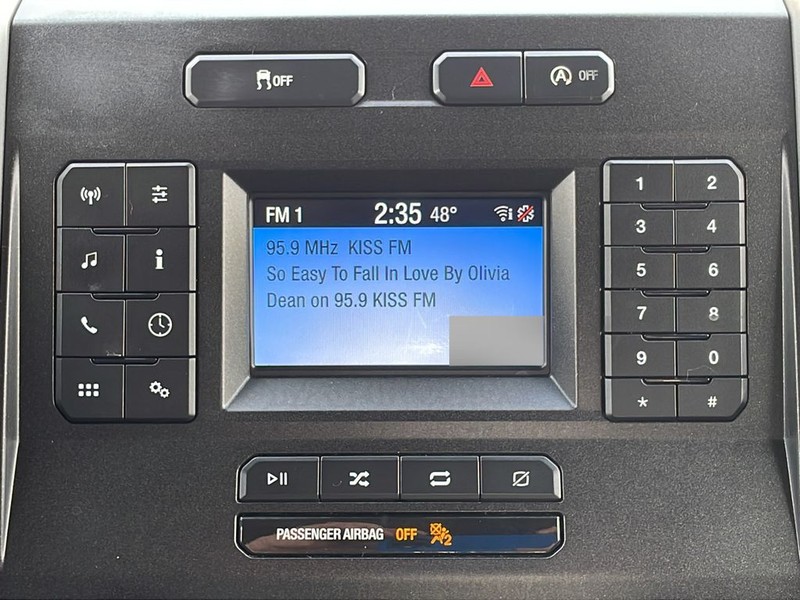 OFF
A OFF
FM 1 2:35 48°
95.9 MHz KISS FM
So Easy To Fall In Love By Olivia
Dean on 95.9 KISS FM
1 2
3 4
5 6
7 8
9 0
* #
i
PASSENGER AIRBAG OFF 2